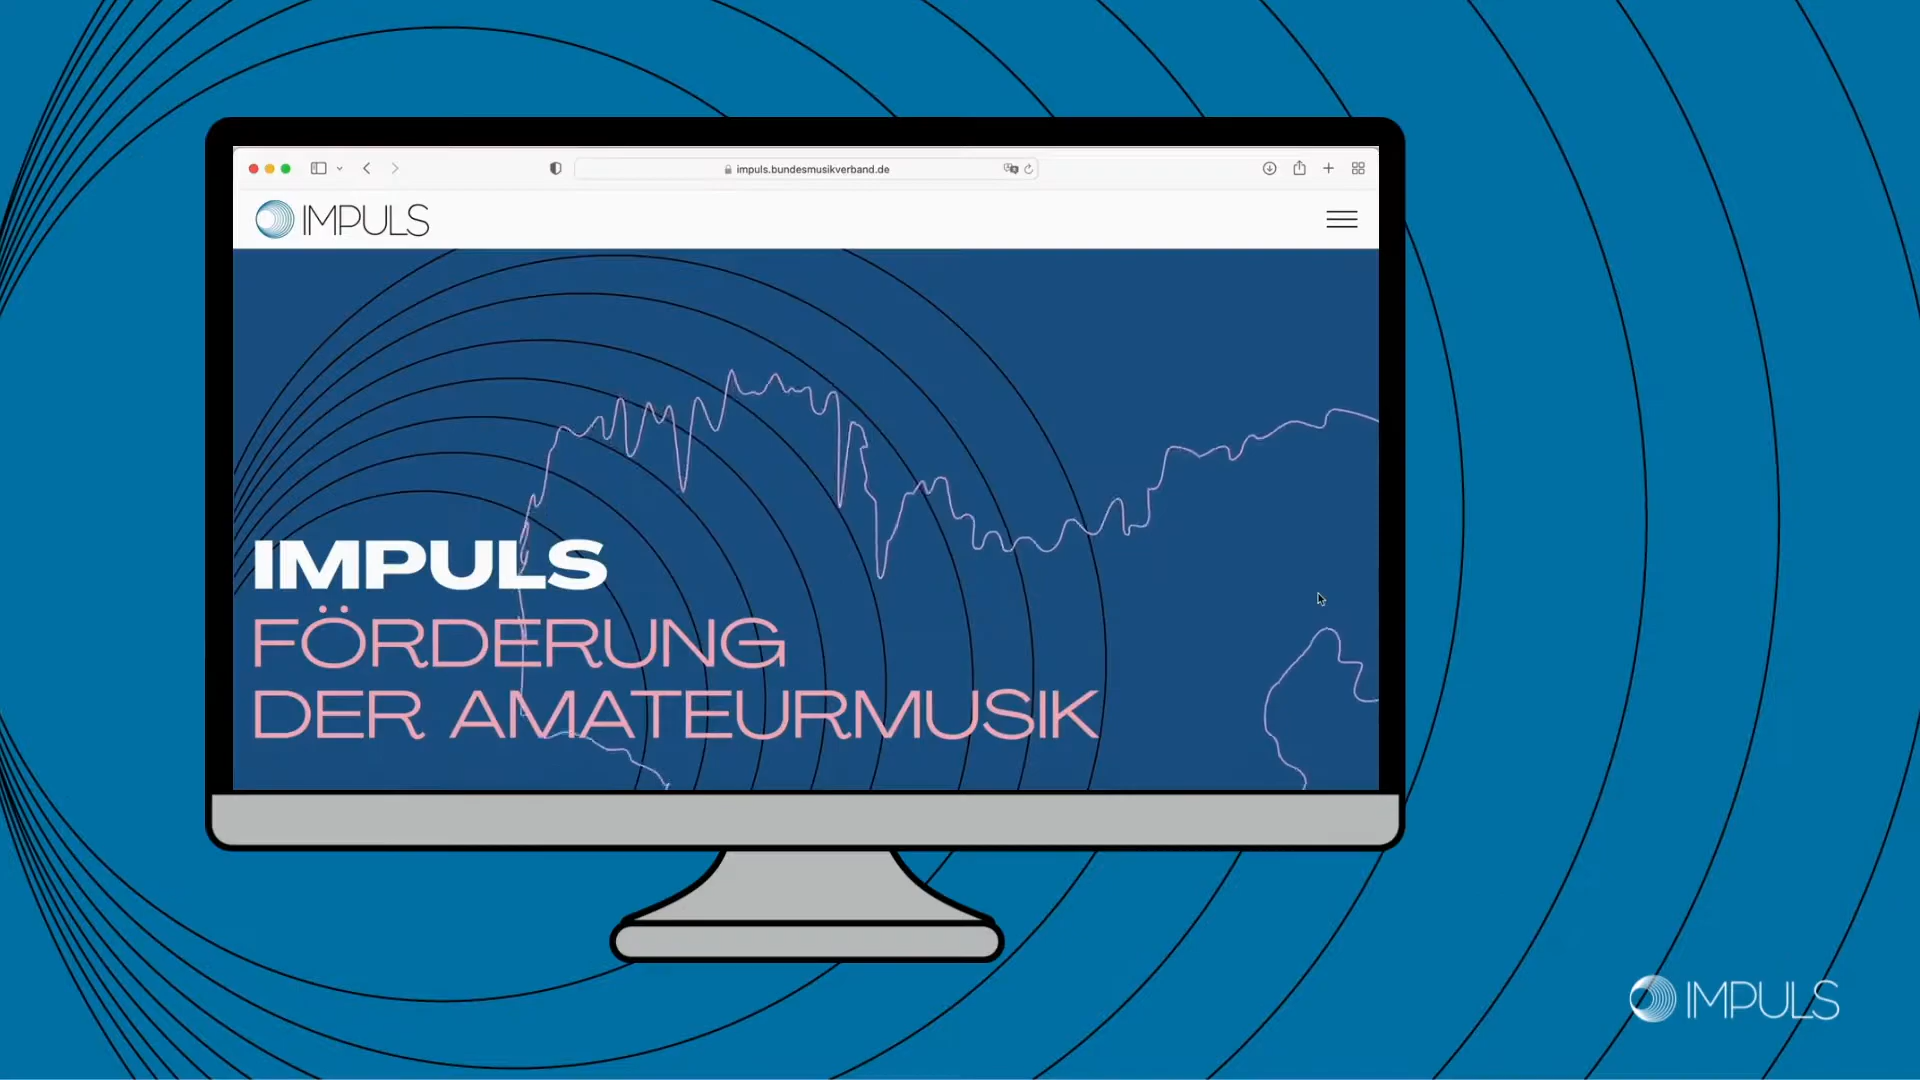 impuls.bundesmusikverband.de
IMPULS
IMPULS
FÖRDERUNG
DER AMATEURMUSIK
IMPULS